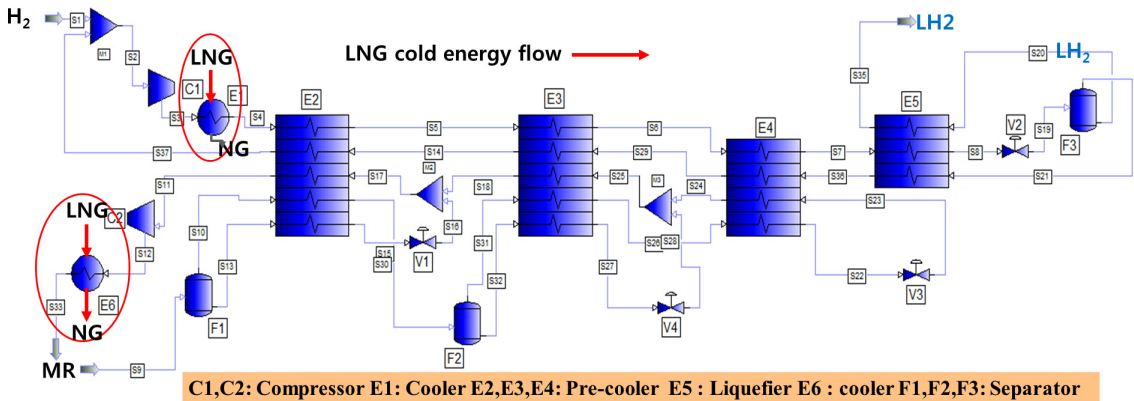 H2
S1
M1
S2
LNG
C1
S3
E1
S4
NG
LNG cold energy flow
LH2
LH2
S35
S20
E2
E3
E4
E5
S5
S6
S7
S8
V2
S19
F3
S37
S14
S29
S36
S21
S11
S17
M2
S18
S25
M3
S24
S23
LNG
C2
S12
S10
S13
S16
S15
S30
V1
S31
S32
S26
S28
S27
S22
V3
V4
S33
E6
NG
F1
F2
MR
S9
C1,C2: Compressor E1: Cooler E2,E3,E4: Pre-cooler E5 : Liquefier E6 : cooler F1,F2,F3: Separator